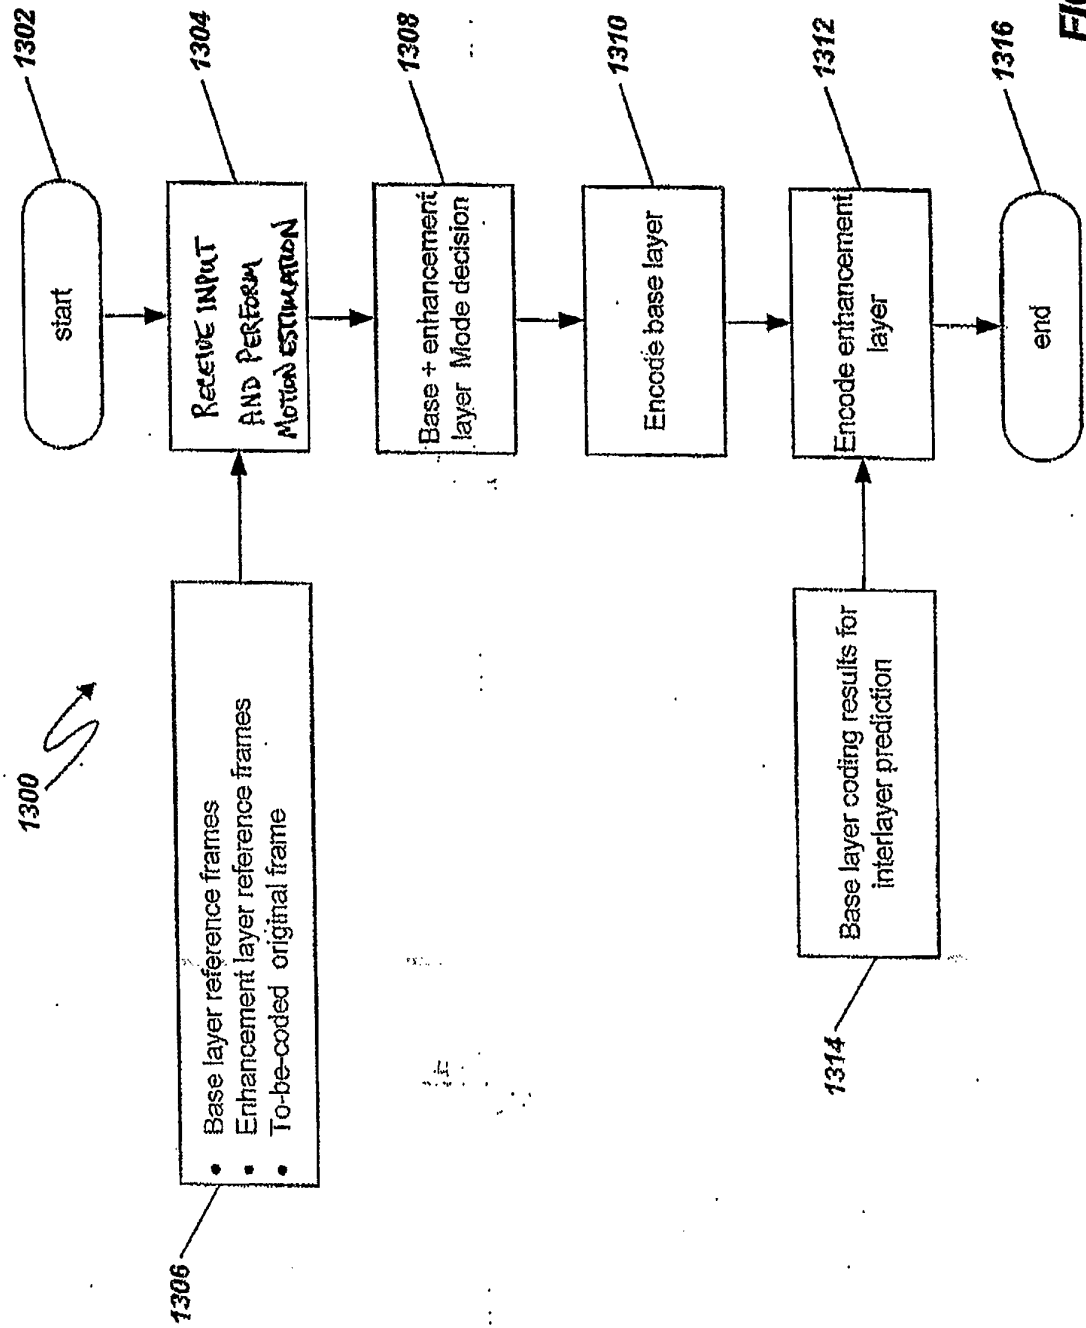 1300
1302
start
1304
RECEIVE INPUT
AND PERFORM
MOTION ESTIMATION
1306
• Base layer reference frames
• Enhancement layer reference frames
• To-be-coded original frame
1308
Base + enhancement
layer Mode decision
1310
Encode base layer
1312
Encode enhancement
layer
1314
Base layer coding results for
interlayer prediction
1316
end